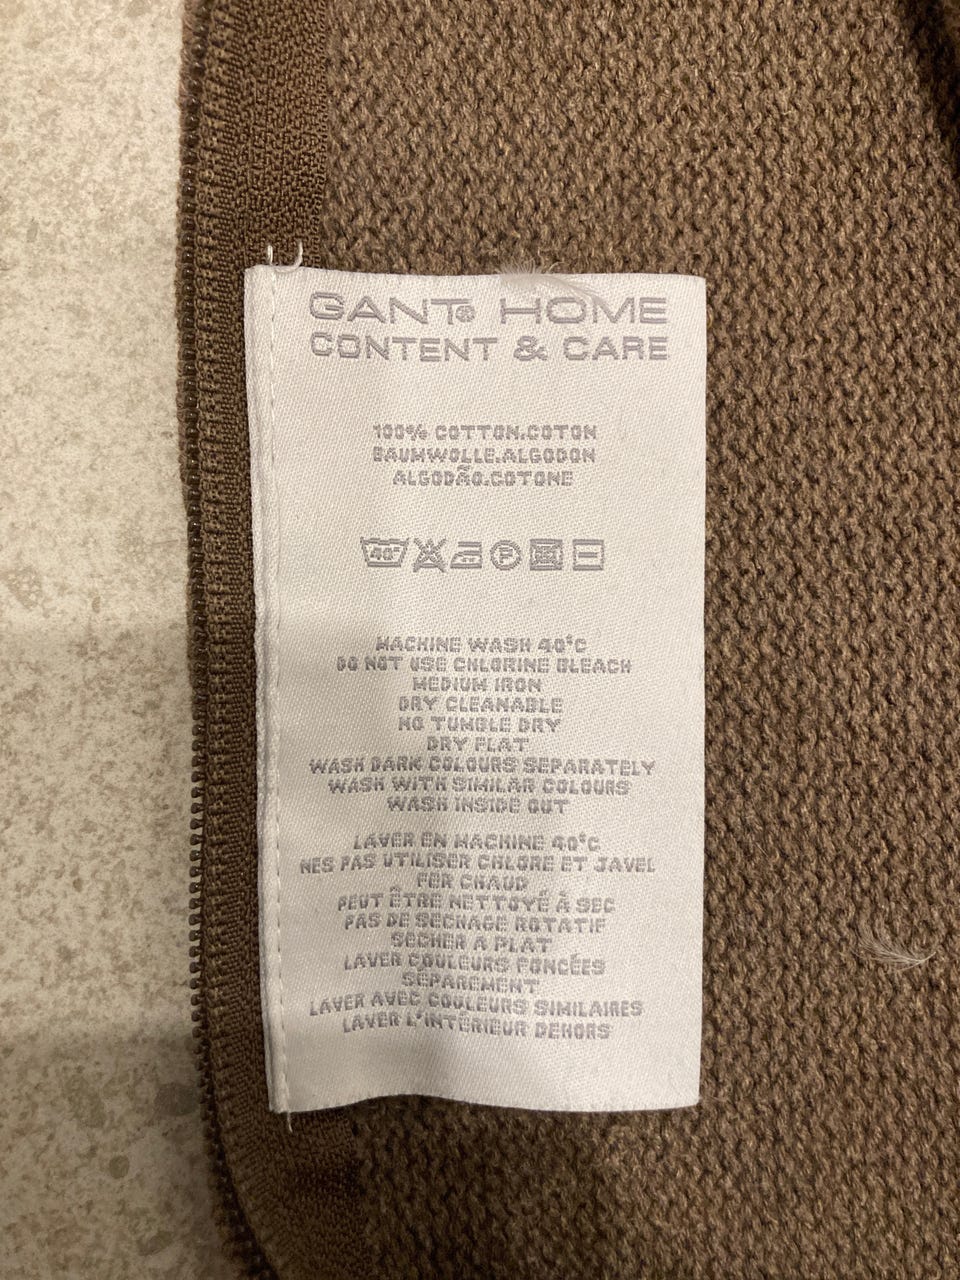 GANT® HOME
CONTENT & CARE
100% COTTON.COTON
BAUMWOLLE.ALGODON
ALGODÃO.COTONE
40° P
MACHINE WASH 40°C
DO NOT USE CHLORINE BLEACH
MEDIUM IRON
DRY CLEANABLE
NO TUMBLE DRY
DRY FLAT
WASH DARK COLOURS SEPARATELY
WASH WITH SIMILAR COLOURS
WASH INSIDE OUT
LAVER EN MACHINE 40°C
NES PAS UTILISER CHLORE ET JAVEL
FER CHAUD
PEUT ÊTRE NETTOYÉ À SEC
PAS DE SECHAGE ROTATIF
SECHER A PLAT
LAVER COULEURS FONCÉES
SÉPAREMENT
LAVER AVEC COULEURS SIMILAIRES
LAVER L'INTÉRIEUR DEHORS